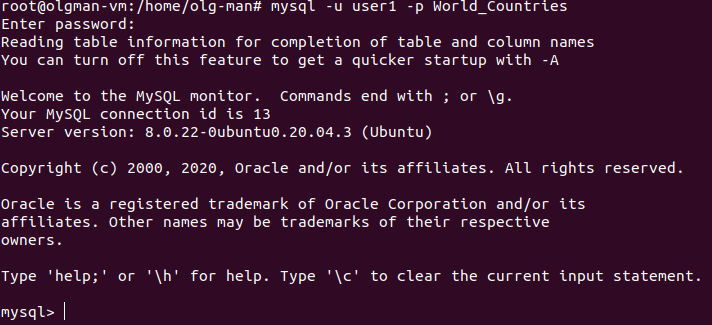 root@olgman-vm:/home/olg-man# mysql -u user1 -p World_Countries
Enter password:
Reading table information for completion of table and column names
You can turn off this feature to get a quicker startup with -A
Welcome to the MySQL monitor.  Commands end with ; or \g.
Your MySQL connection id is 13
Server version: 8.0.22-0ubuntu0.20.04.3 (Ubuntu)
Copyright (c) 2000, 2020, Oracle and/or its affiliates. All rights reserved.
Oracle is a registered trademark of Oracle Corporation and/or its
affiliates. Other names may be trademarks of their respective
owners.
Type 'help;' or '\h' for help. Type '\c' to clear the current input statement.
mysql>